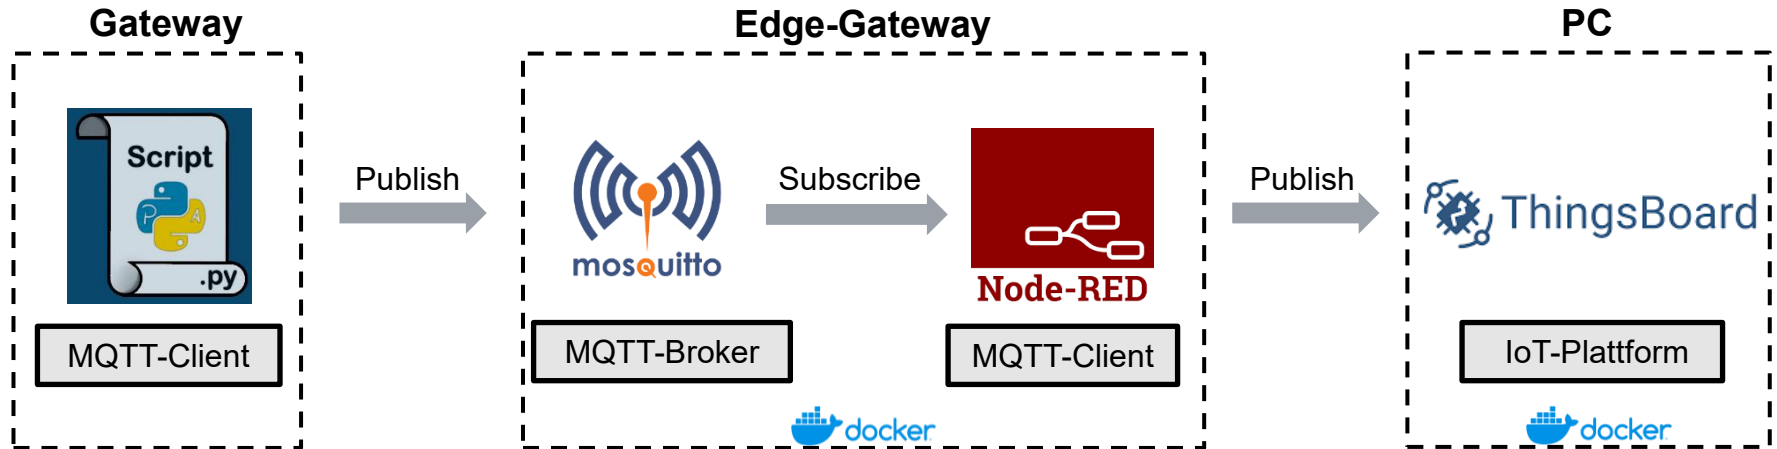 Gateway
Edge-Gateway
PC
Script
P A
.py
MQTT-Client
Publish
mosquitto
MQTT-Broker
Subscribe
Node-RED
MQTT-Client
docker
Publish
ThingsBoard
IoT-Plattform
docker